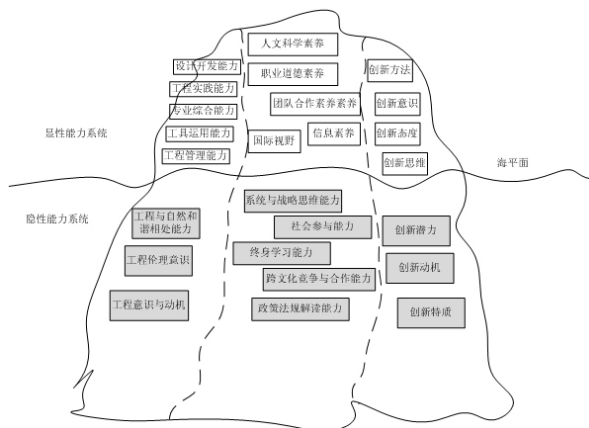 人文科学素养
设计开发能力
职业道德素养
创新方法
工程实践能力
团队合作素养素养
创新意识
专业综合能力
显性能力系统
工具运用能力
国际视野
信息素养
创新态度
工程管理能力
创新思维
海平面
隐性能力系统
工程与自然和
谐相处能力
系统与战略思维能力
社会参与能力
创新潜力
终身学习能力
工程伦理意识
创新动机
跨文化竞争与合作能力
工程意识与动机
政策法规解读能力
创新特质